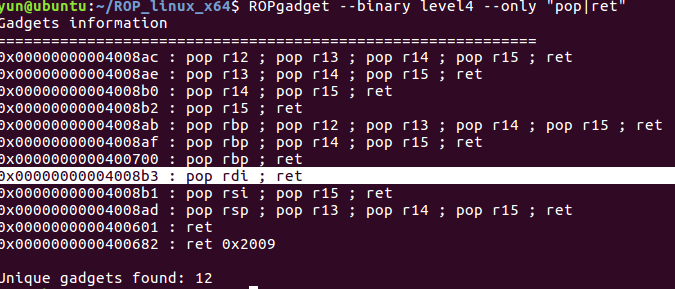 yun@ubuntu:~/ROP_linux_x64$ ROPgadget --binary level4 --only "pop|ret"
Gadgets information
============================================================
0x00000000004008ac : pop r12 ; pop r13 ; pop r14 ; pop r15 ; ret
0x00000000004008ae : pop r13 ; pop r14 ; pop r15 ; ret
0x00000000004008b0 : pop r14 ; pop r15 ; ret
0x00000000004008b2 : pop r15 ; ret
0x00000000004008ab : pop rbp ; pop r12 ; pop r13 ; pop r14 ; pop r15 ; ret
0x00000000004008af : pop rbp ; pop r14 ; pop r15 ; ret
0x0000000000400700 : pop rbp ; ret
0x00000000004008b3 : pop rdi ; ret
0x00000000004008b1 : pop rsi ; pop r15 ; ret
0x00000000004008ad : pop rsp ; pop r13 ; pop r14 ; pop r15 ; ret
0x0000000000400601 : ret
0x0000000000400682 : ret 0x2009
Unique gadgets found: 12